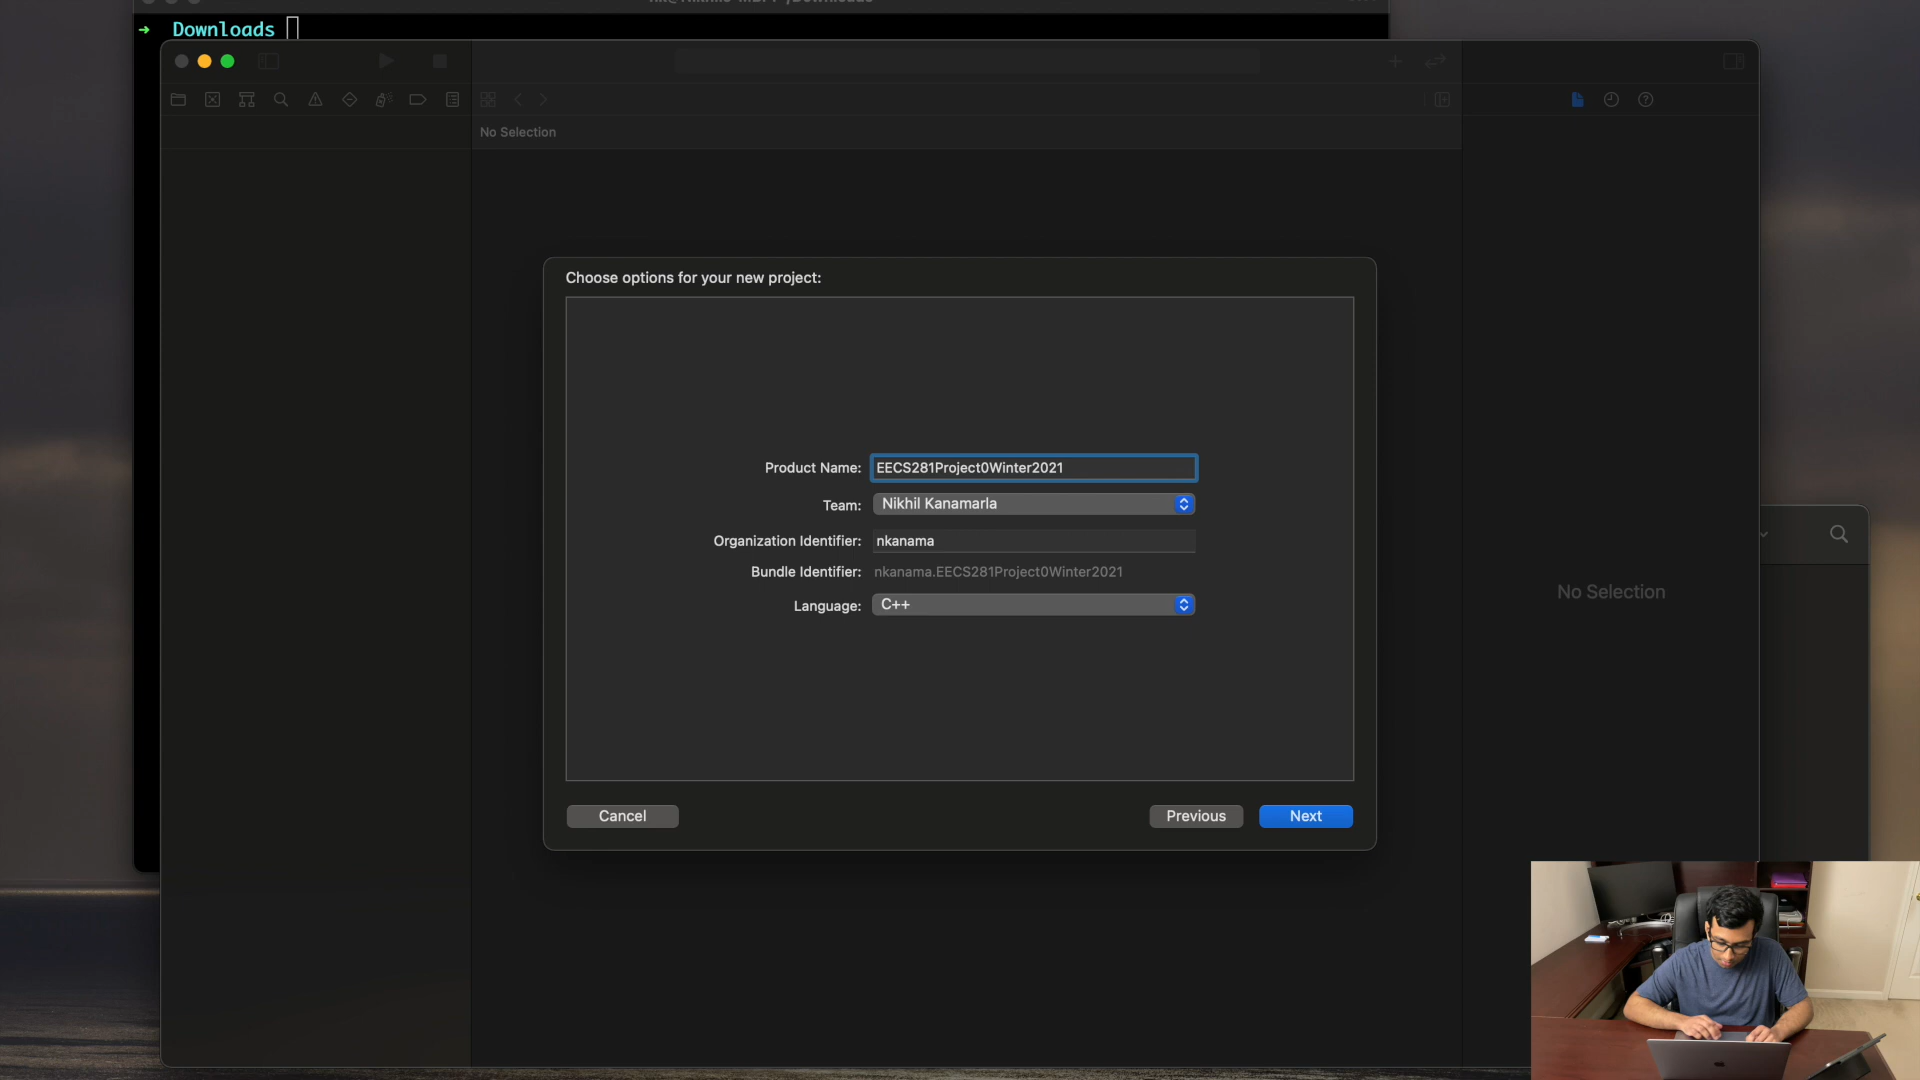 ➜ Downloads
No Selection
Choose options for your new project:
Product Name: EECS281Project0Winter2021
Team: Nikhil Kanamarla
Organization Identifier: nkanama
Bundle Identifier: nkanama.EECS281Project0Winter2021
Language: C++
No Selection
Cancel Previous Next